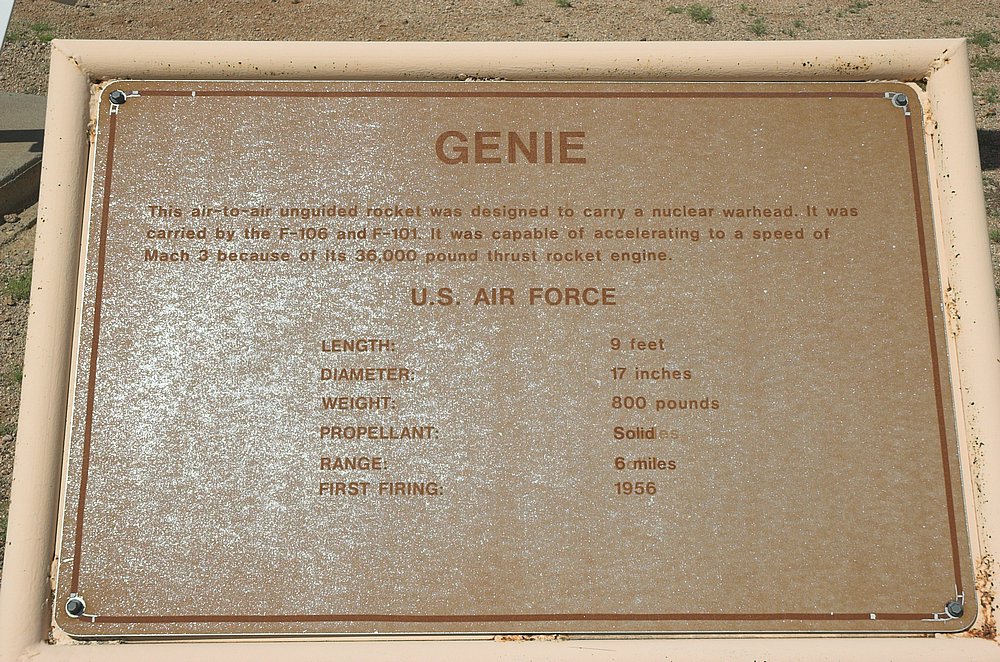 GENIE
This air-to-air unguided rocket was designed to carry a nuclear warhead. It was
carried by the F-106 and F-101. It was capable of accelerating to a speed of
Mach 3 because of its 36,000 pound thrust rocket engine.
U.S. AIR FORCE
LENGTH: 9 feet
DIAMETER: 17 inches
WEIGHT: 800 pounds
PROPELLANT: Solid
RANGE: 6 miles
FIRST FIRING: 1956